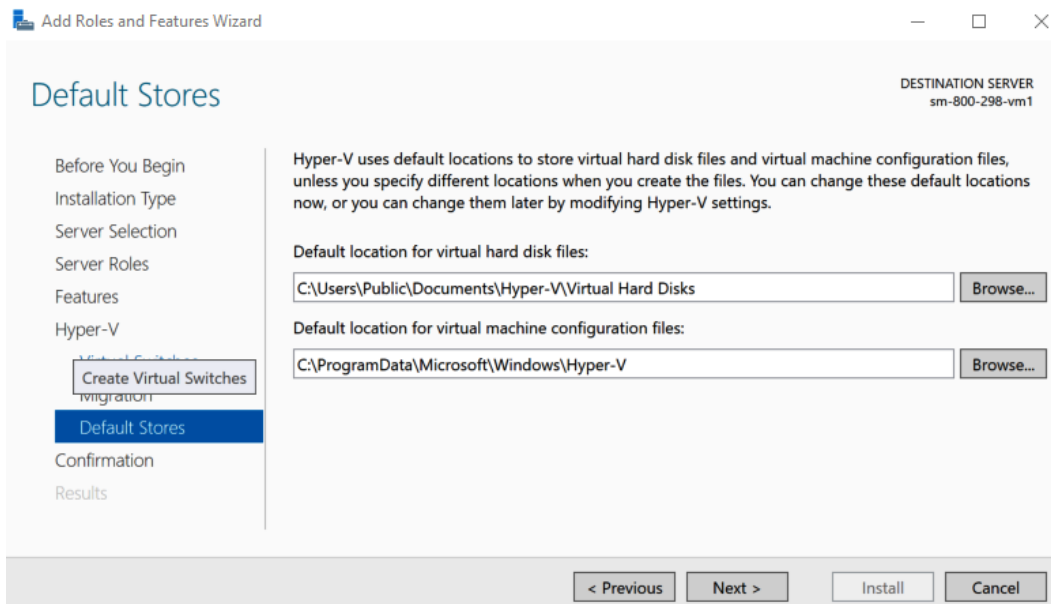 Add Roles and Features Wizard
Default Stores
DESTINATION SERVER
sm-800-298-vm1
Before You Begin
Installation Type
Server Selection
Server Roles
Features
Hyper-V
Virtual Switches
Create Virtual Switches
Migration
Default Stores
Confirmation
Results
Hyper-V uses default locations to store virtual hard disk files and virtual machine configuration files,
unless you specify different locations when you create the files. You can change these default locations
now, or you can change them later by modifying Hyper-V settings.
Default location for virtual hard disk files:
C:\Users\Public\Documents\Hyper-V\Virtual Hard Disks
Browse...
Default location for virtual machine configuration files:
C:\ProgramData\Microsoft\Windows\Hyper-V
Browse...
< Previous
Next >
Install
Cancel